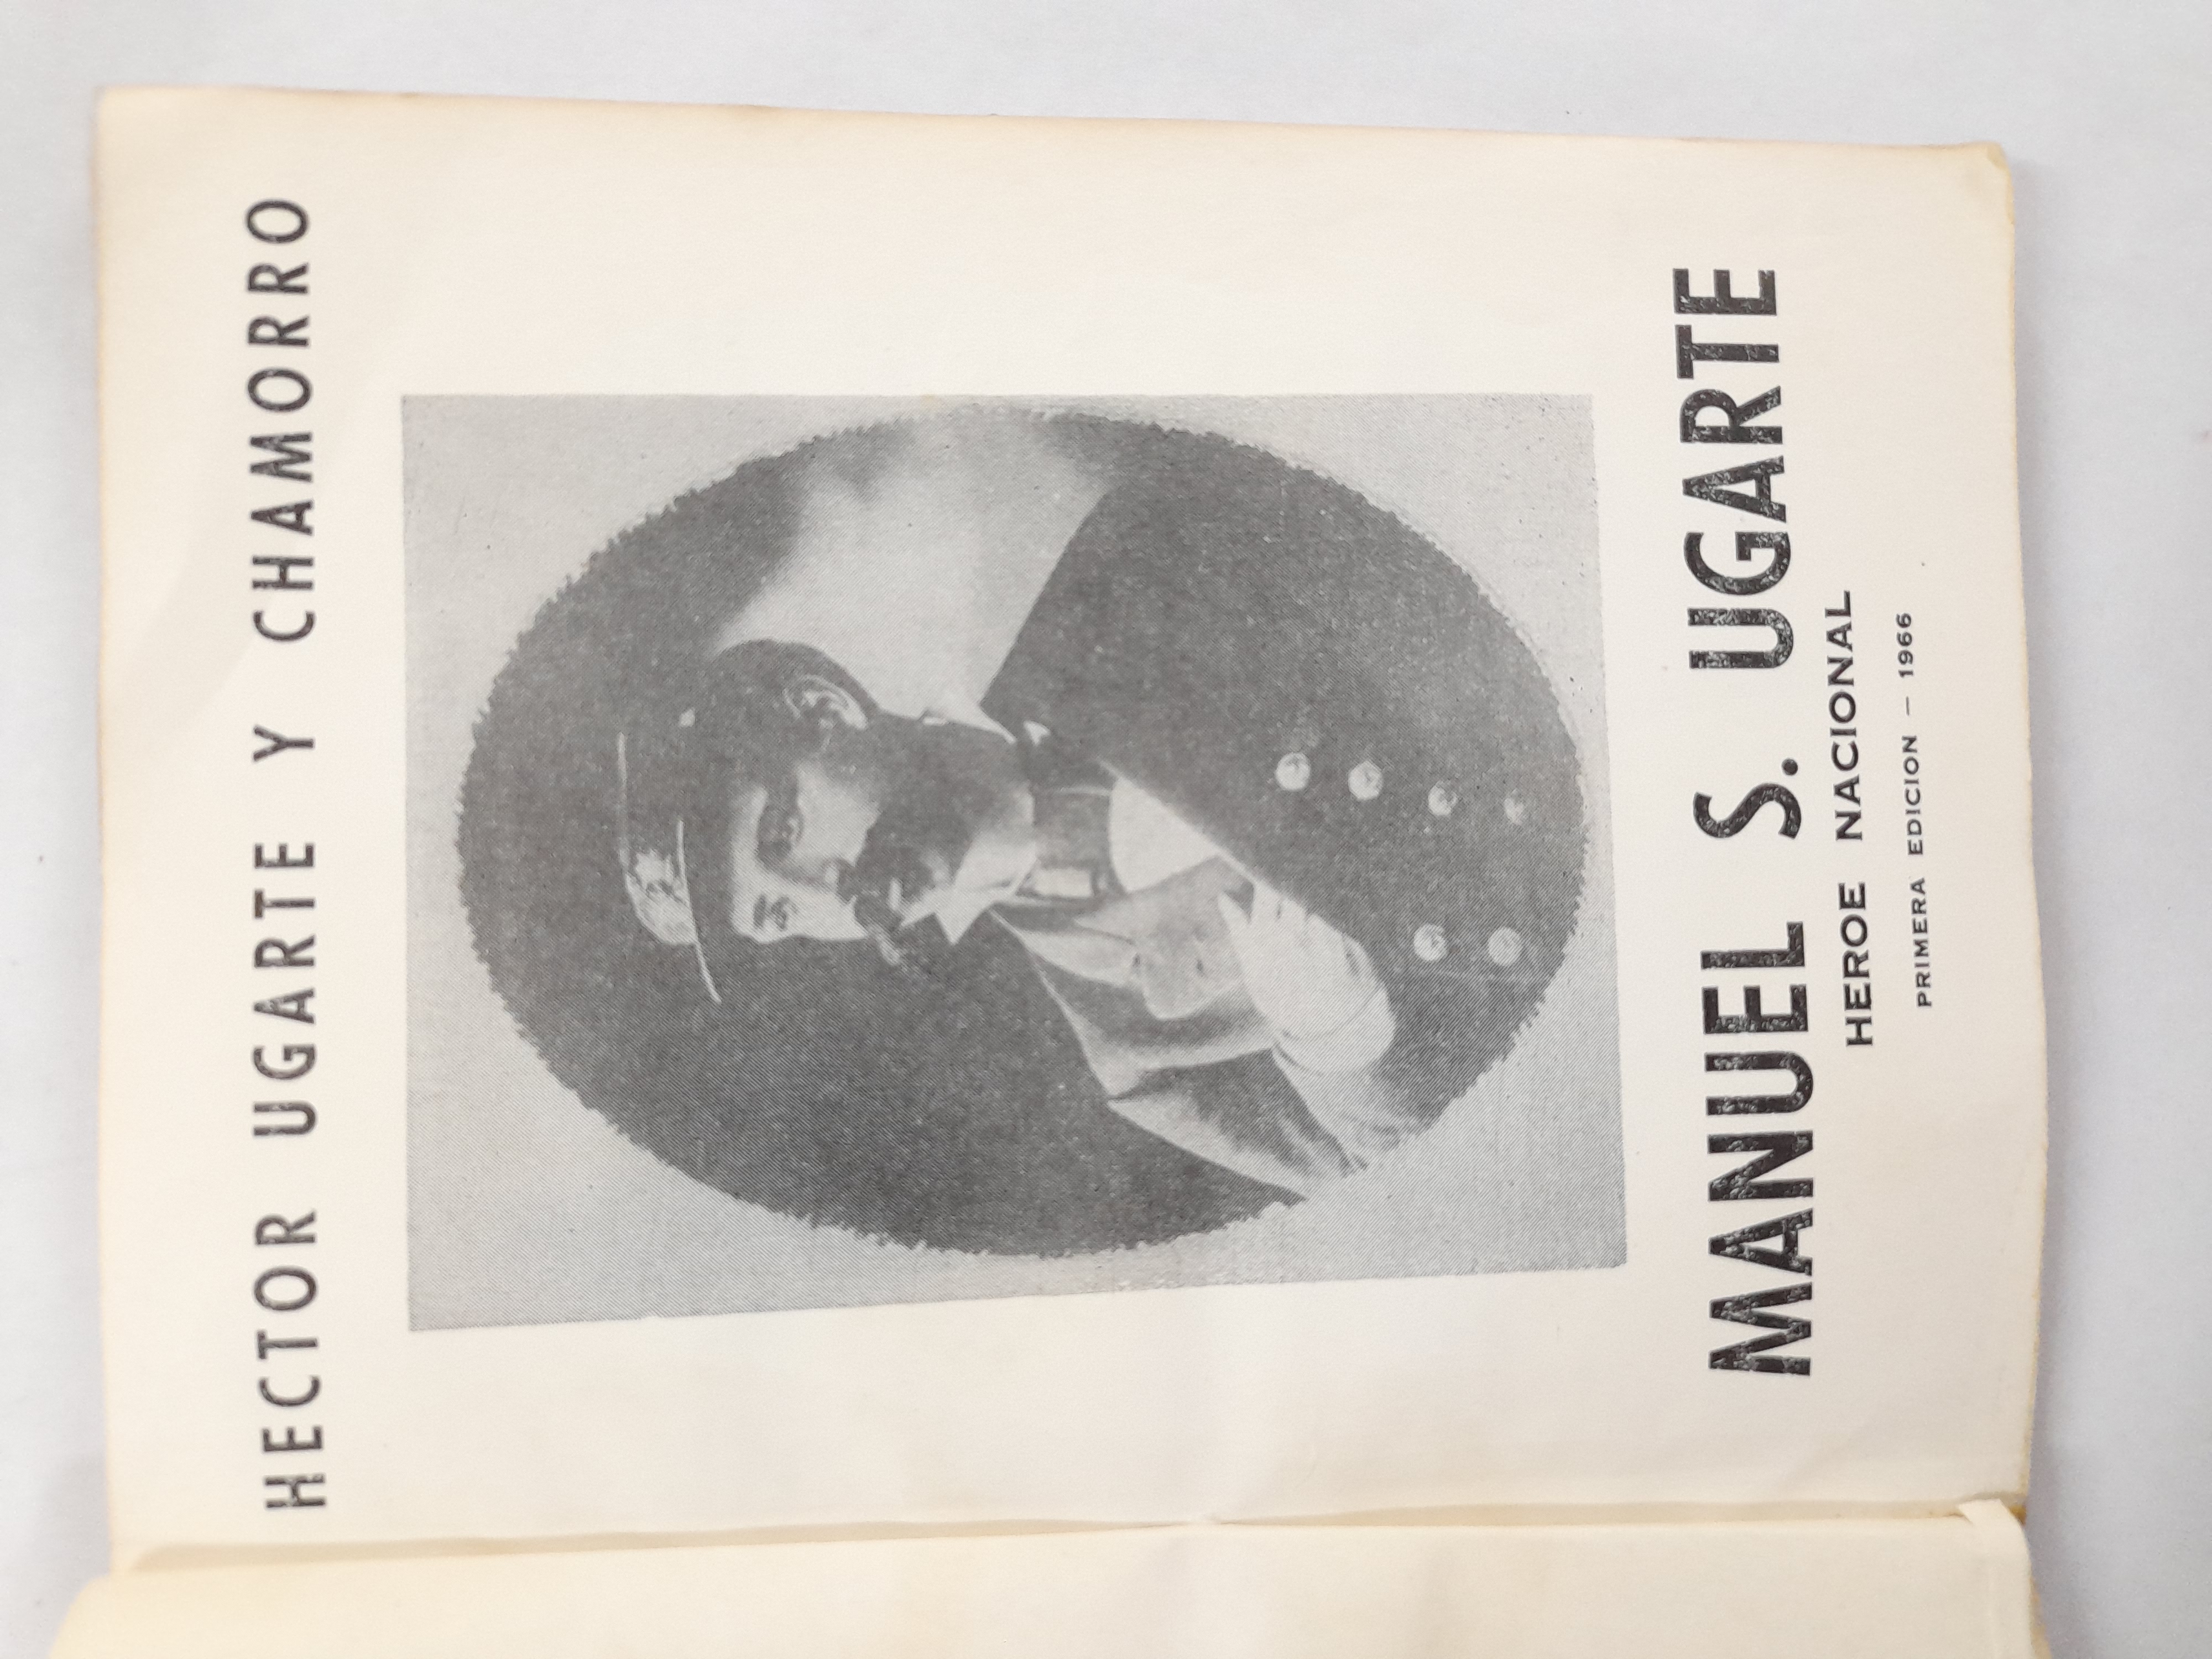 HECTOR UGARTE Y CHAMORRO
MANUEL S. UGARTE
HEROE NACIONAL
PRIMERA EDICION — 1966